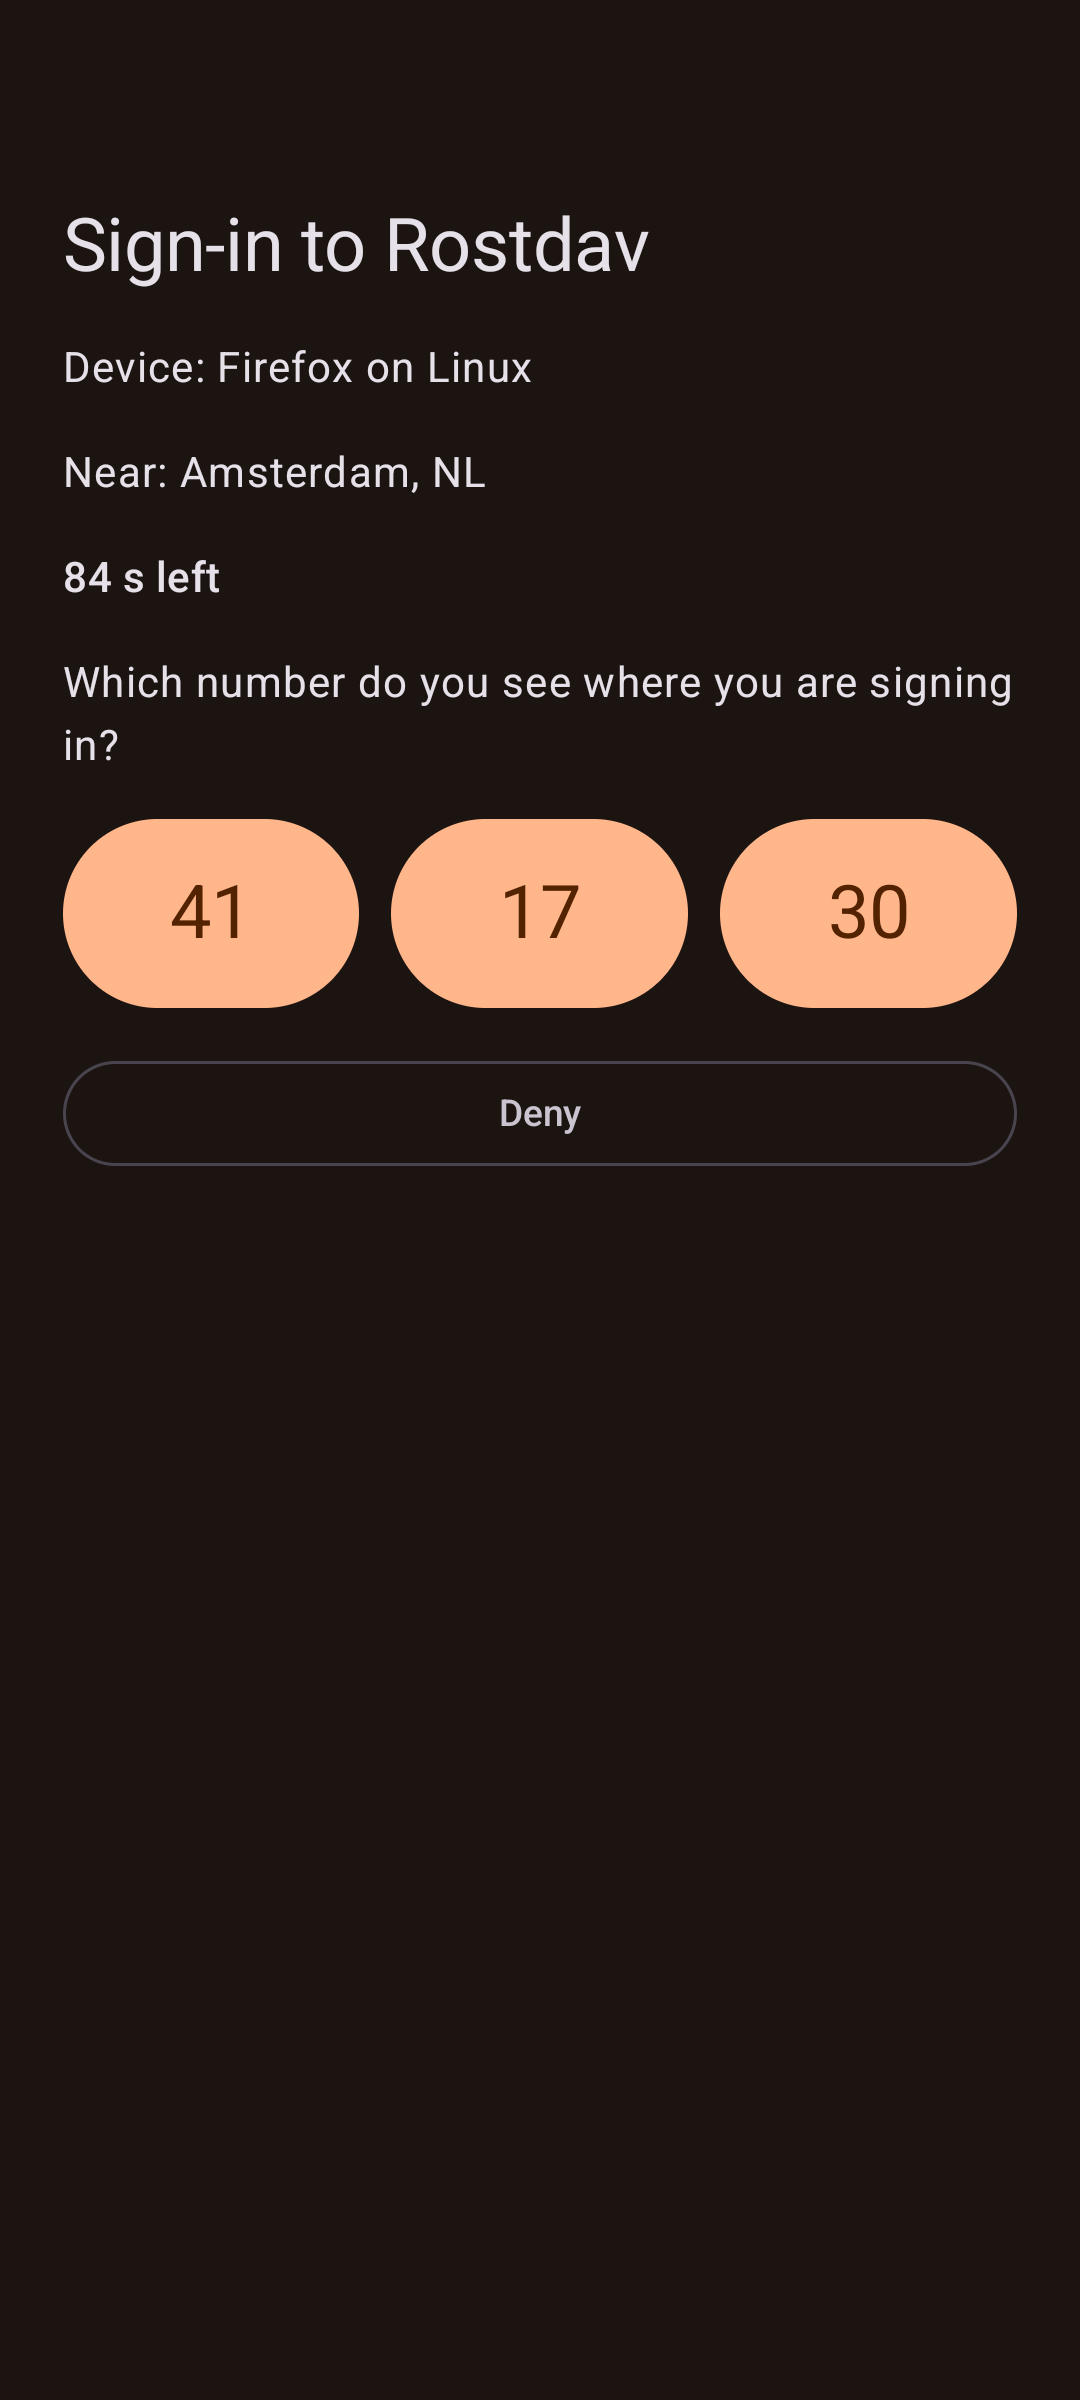 Sign-in to Rostdav
Device: Firefox on Linux
Near: Amsterdam, NL
84 s left
Which number do you see where you are signing
in?
41 17 30
Deny